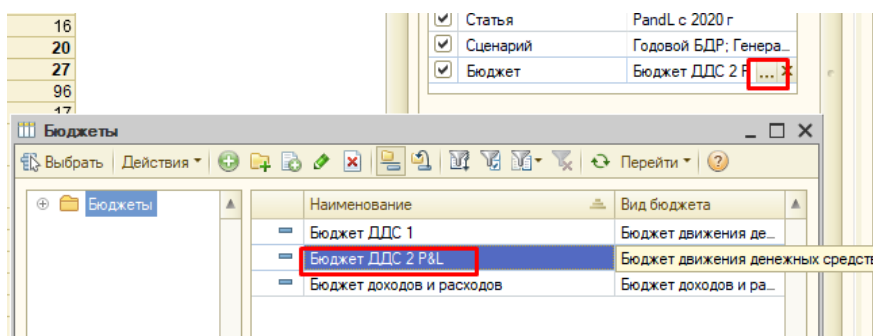 16
20
27
96
17
Статья PandL с 2020 г
Сценарий Годовой БДР; Генера...
Бюджет Бюджет ДДС 2 P ...
Бюджеты
Выбрать Действия Перейти
Бюджеты
Наименование Вид бюджета
Бюджет ДДС 1 Бюджет движения де...
Бюджет ДДС 2 P&L Бюджет движения денежных средств
Бюджет доходов и расходов Бюджет доходов и ра...